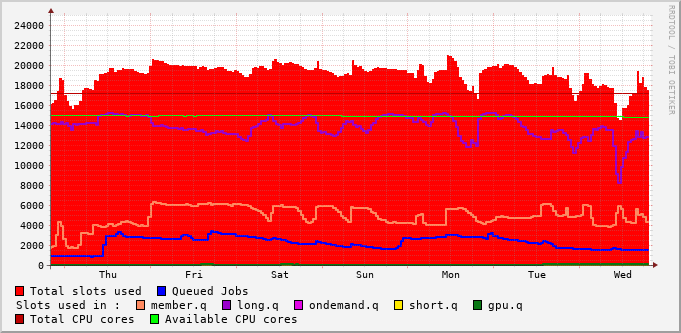 RRDTOOL / TOBI OETIKER
24000
22000
20000
18000
16000
14000
12000
10000
8000
6000
4000
2000
0
Thu Fri Sat Sun Mon Tue Wed
Total slots used Queued Jobs
Slots used in : member.q long.q ondemand.q short.q gpu.q
Total CPU cores Available CPU cores